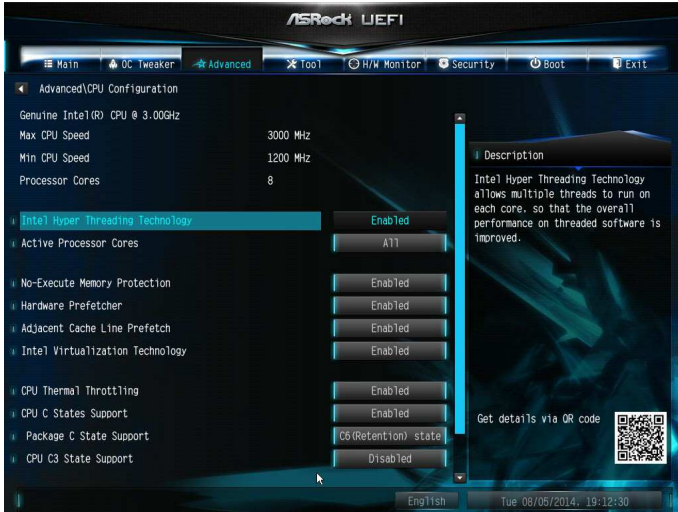 ASRock UEFI
Main OC Tweaker Advanced Tool H/W Monitor Security Boot Exit
Advanced\CPU Configuration
Genuine Intel(R) CPU @ 3.00GHz
Max CPU Speed 3000 MHz
Min CPU Speed 1200 MHz
Processor Cores 8
Intel Hyper Threading Technology Enabled
Active Processor Cores All
No-Execute Memory Protection Enabled
Hardware Prefetcher Enabled
Adjacent Cache Line Prefetch Enabled
Intel Virtualization Technology Enabled
CPU Thermal Throttling Enabled
CPU C States Support Enabled
Package C State Support C6(Retention) state
CPU C3 State Support Disabled
Description
Intel Hyper Threading Technology
allows multiple threads to run on
each core. so that the overall
performance on threaded software is
improved.
Get details via QR code
English
Tue 08/05/2014. 19:12:30